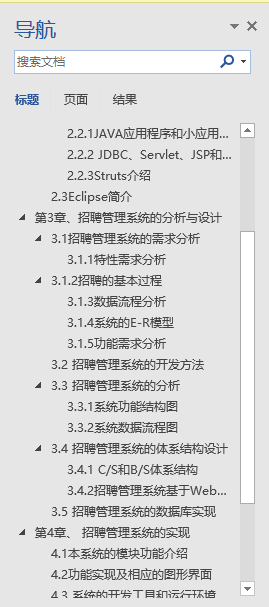 导航
搜索文档
标题 页面 结果
2.2.1JAVA应用程序和小应用...
2.2.2 JDBC、Servlet、JSP和...
2.2.3Struts介绍
2.3Eclipse简介
第3章、招聘管理系统的分析与设计
3.1招聘管理系统的需求分析
3.1.1特性需求分析
3.1.2招聘的基本过程
3.1.3数据流程分析
3.1.4系统的E-R模型
3.1.5功能需求分析
3.2 招聘管理系统的开发方法
3.3 招聘管理系统的分析
3.3.1系统功能结构图
3.3.2系统数据流程图
3.4 招聘管理系统的体系结构设计
3.4.1 C/S和B/S体系结构
3.4.2招聘管理系统基于Web...
3.5 招聘管理系统的数据库实现
第4章、 招聘管理系统的实现
4.1本系统的模块功能介绍
4.2功能实现及相应的图形界面
4.3 系统的开发工具和运行环境